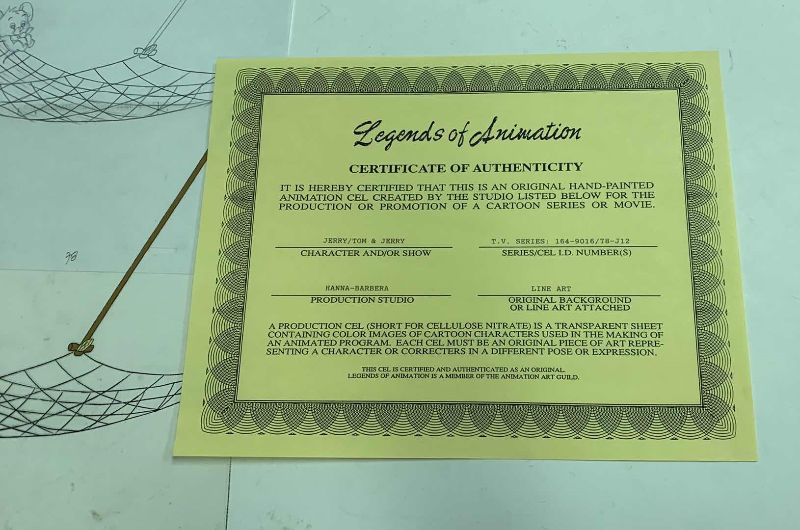 Legends of Animation
CERTIFICATE OF AUTHENTICITY
IT IS HEREBY CERTIFIED THAT THIS IS AN ORIGINAL HAND-PAINTED
ANIMATION CEL CREATED BY THE STUDIO LISTED BELOW FOR THE
PRODUCTION OR PROMOTION OF A CARTOON SERIES OR MOVIE.
JERRY/TOM & JERRY
CHARACTER AND/OR SHOW
T.V. SERIES: 164-9016/78-J12
SERIES/CEL I.D. NUMBER(S)
HANNA-BARBERA
PRODUCTION STUDIO
LINE ART
ORIGINAL BACKGROUND
OR LINE ART ATTACHED
A PRODUCTION CEL (SHORT FOR CELLULOSE NITRATE) IS A TRANSPARENT SHEET
CONTAINING COLOR IMAGES OF CARTOON CHARACTERS USED IN THE MAKING OF
AN ANIMATED PROGRAM. EACH CEL MUST BE AN ORIGINAL PIECE OF ART REPRE-
SENTING A CHARACTER OR CORRECTERS IN A DIFFERENT POSE OR EXPRESSION.
THIS CEL IS CERTIFIED AND AUTHENTICATED AS AN ORIGINAL.
LEGENDS OF ANIMATION IS A MEMBER OF THE ANIMATION ART GUILD.